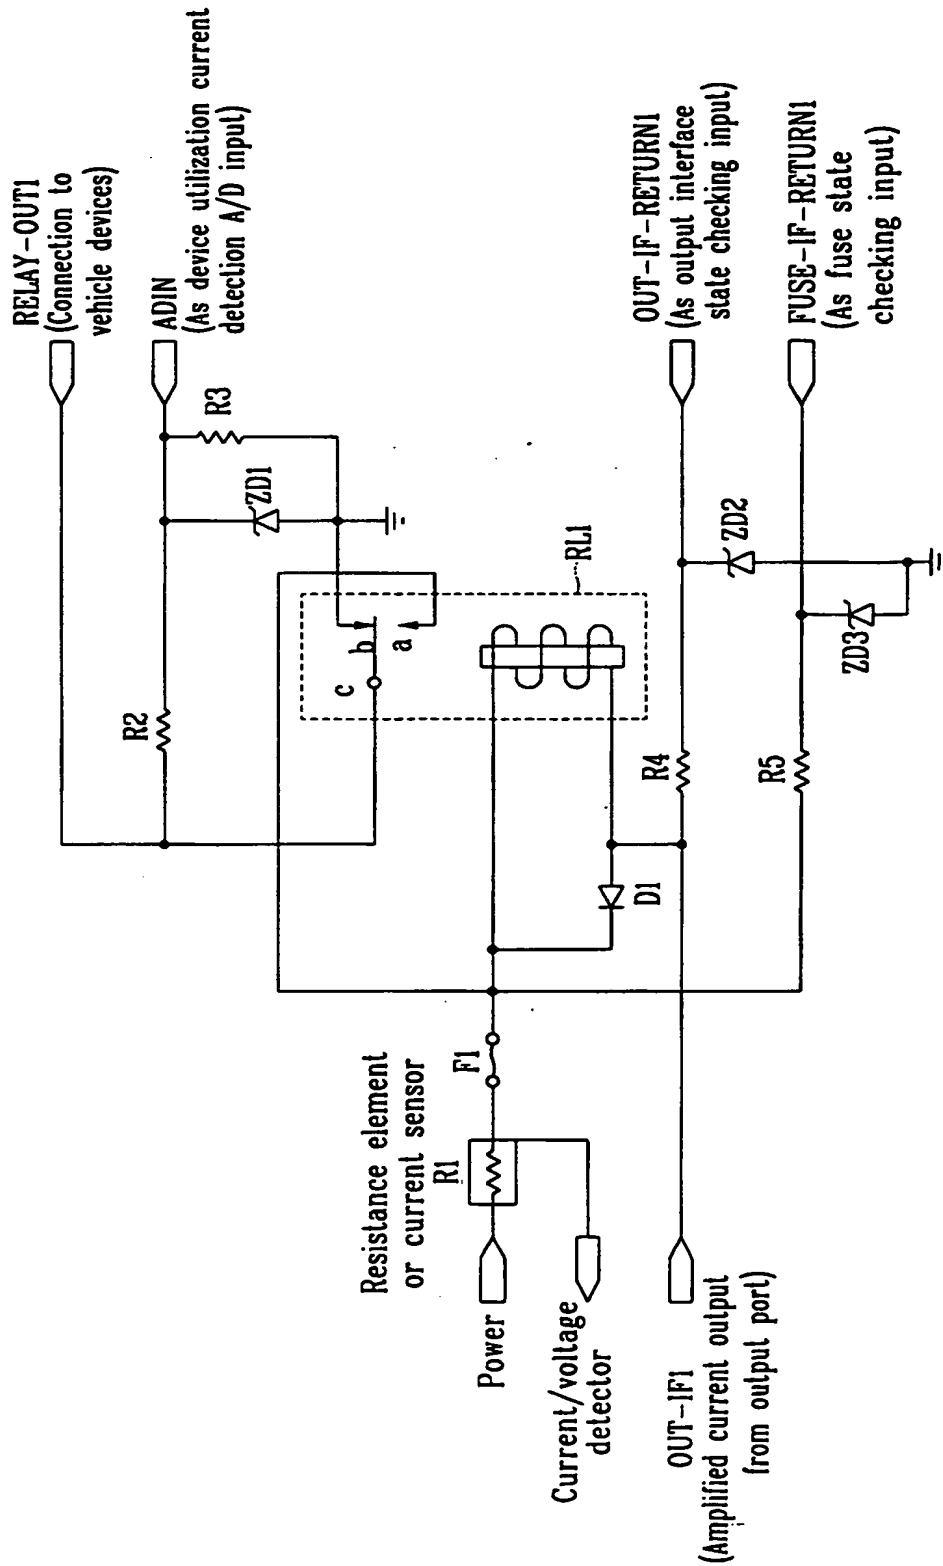 RELAY-OUT1
(Connection to
vehicle devices)
ADIN
(As device utilization current
detection A/D input)
R3
ZD1
R2
c
b
a
RL1
OUT-IF-RETURN1
(As output interface
state checking input)
FUSE-IF-RETURN1
(As fuse state
checking input)
ZD2
ZD3
R4
R5
D1
F1
Resistance element
or current sensor
R1
Power
Current/voltage
detector
OUT-IF1
(Amplified current output
from output port)